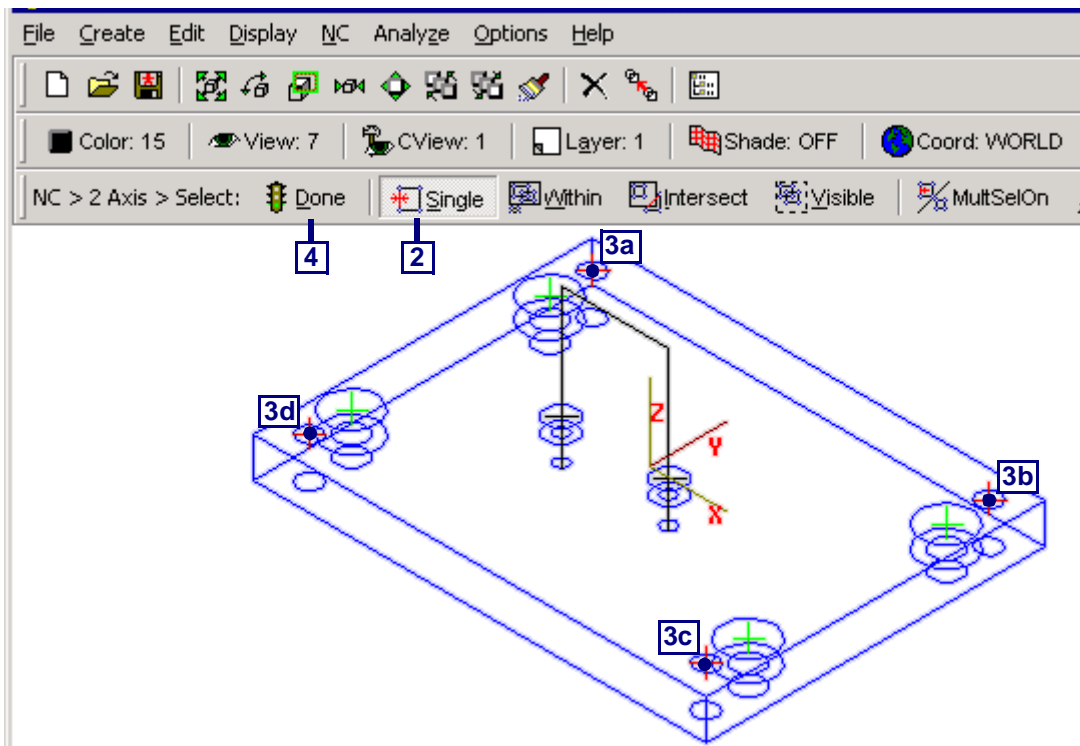 File Create Edit Display NC Analyze Options Help
Color: 15 View: 7 CView: 1 Layer: 1 Shade: OFF Coord: WORLD
NC > 2 Axis > Select: Done Single Within Intersect Visible MultSelOn
4 2 3a
3d Z
Y
3b
X
3c